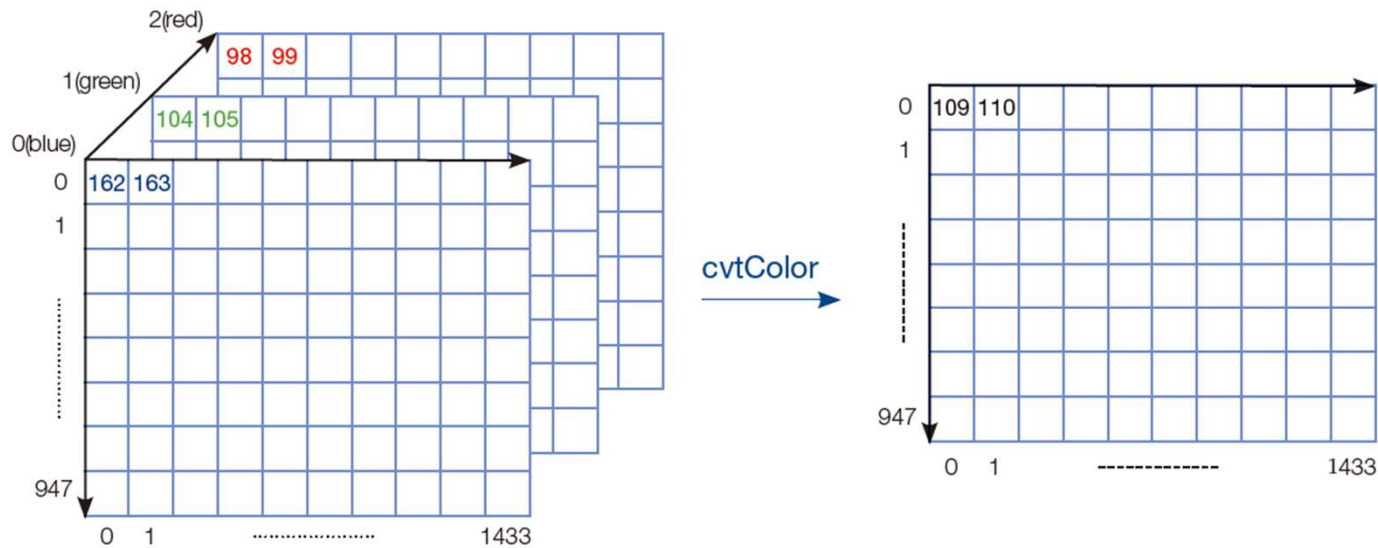 2(red)
98 99
1(green)
104 105
0(blue)
0 162 163
1
947
0 1 1433
cvtColor
0 109 110
1
947
0 1 1433